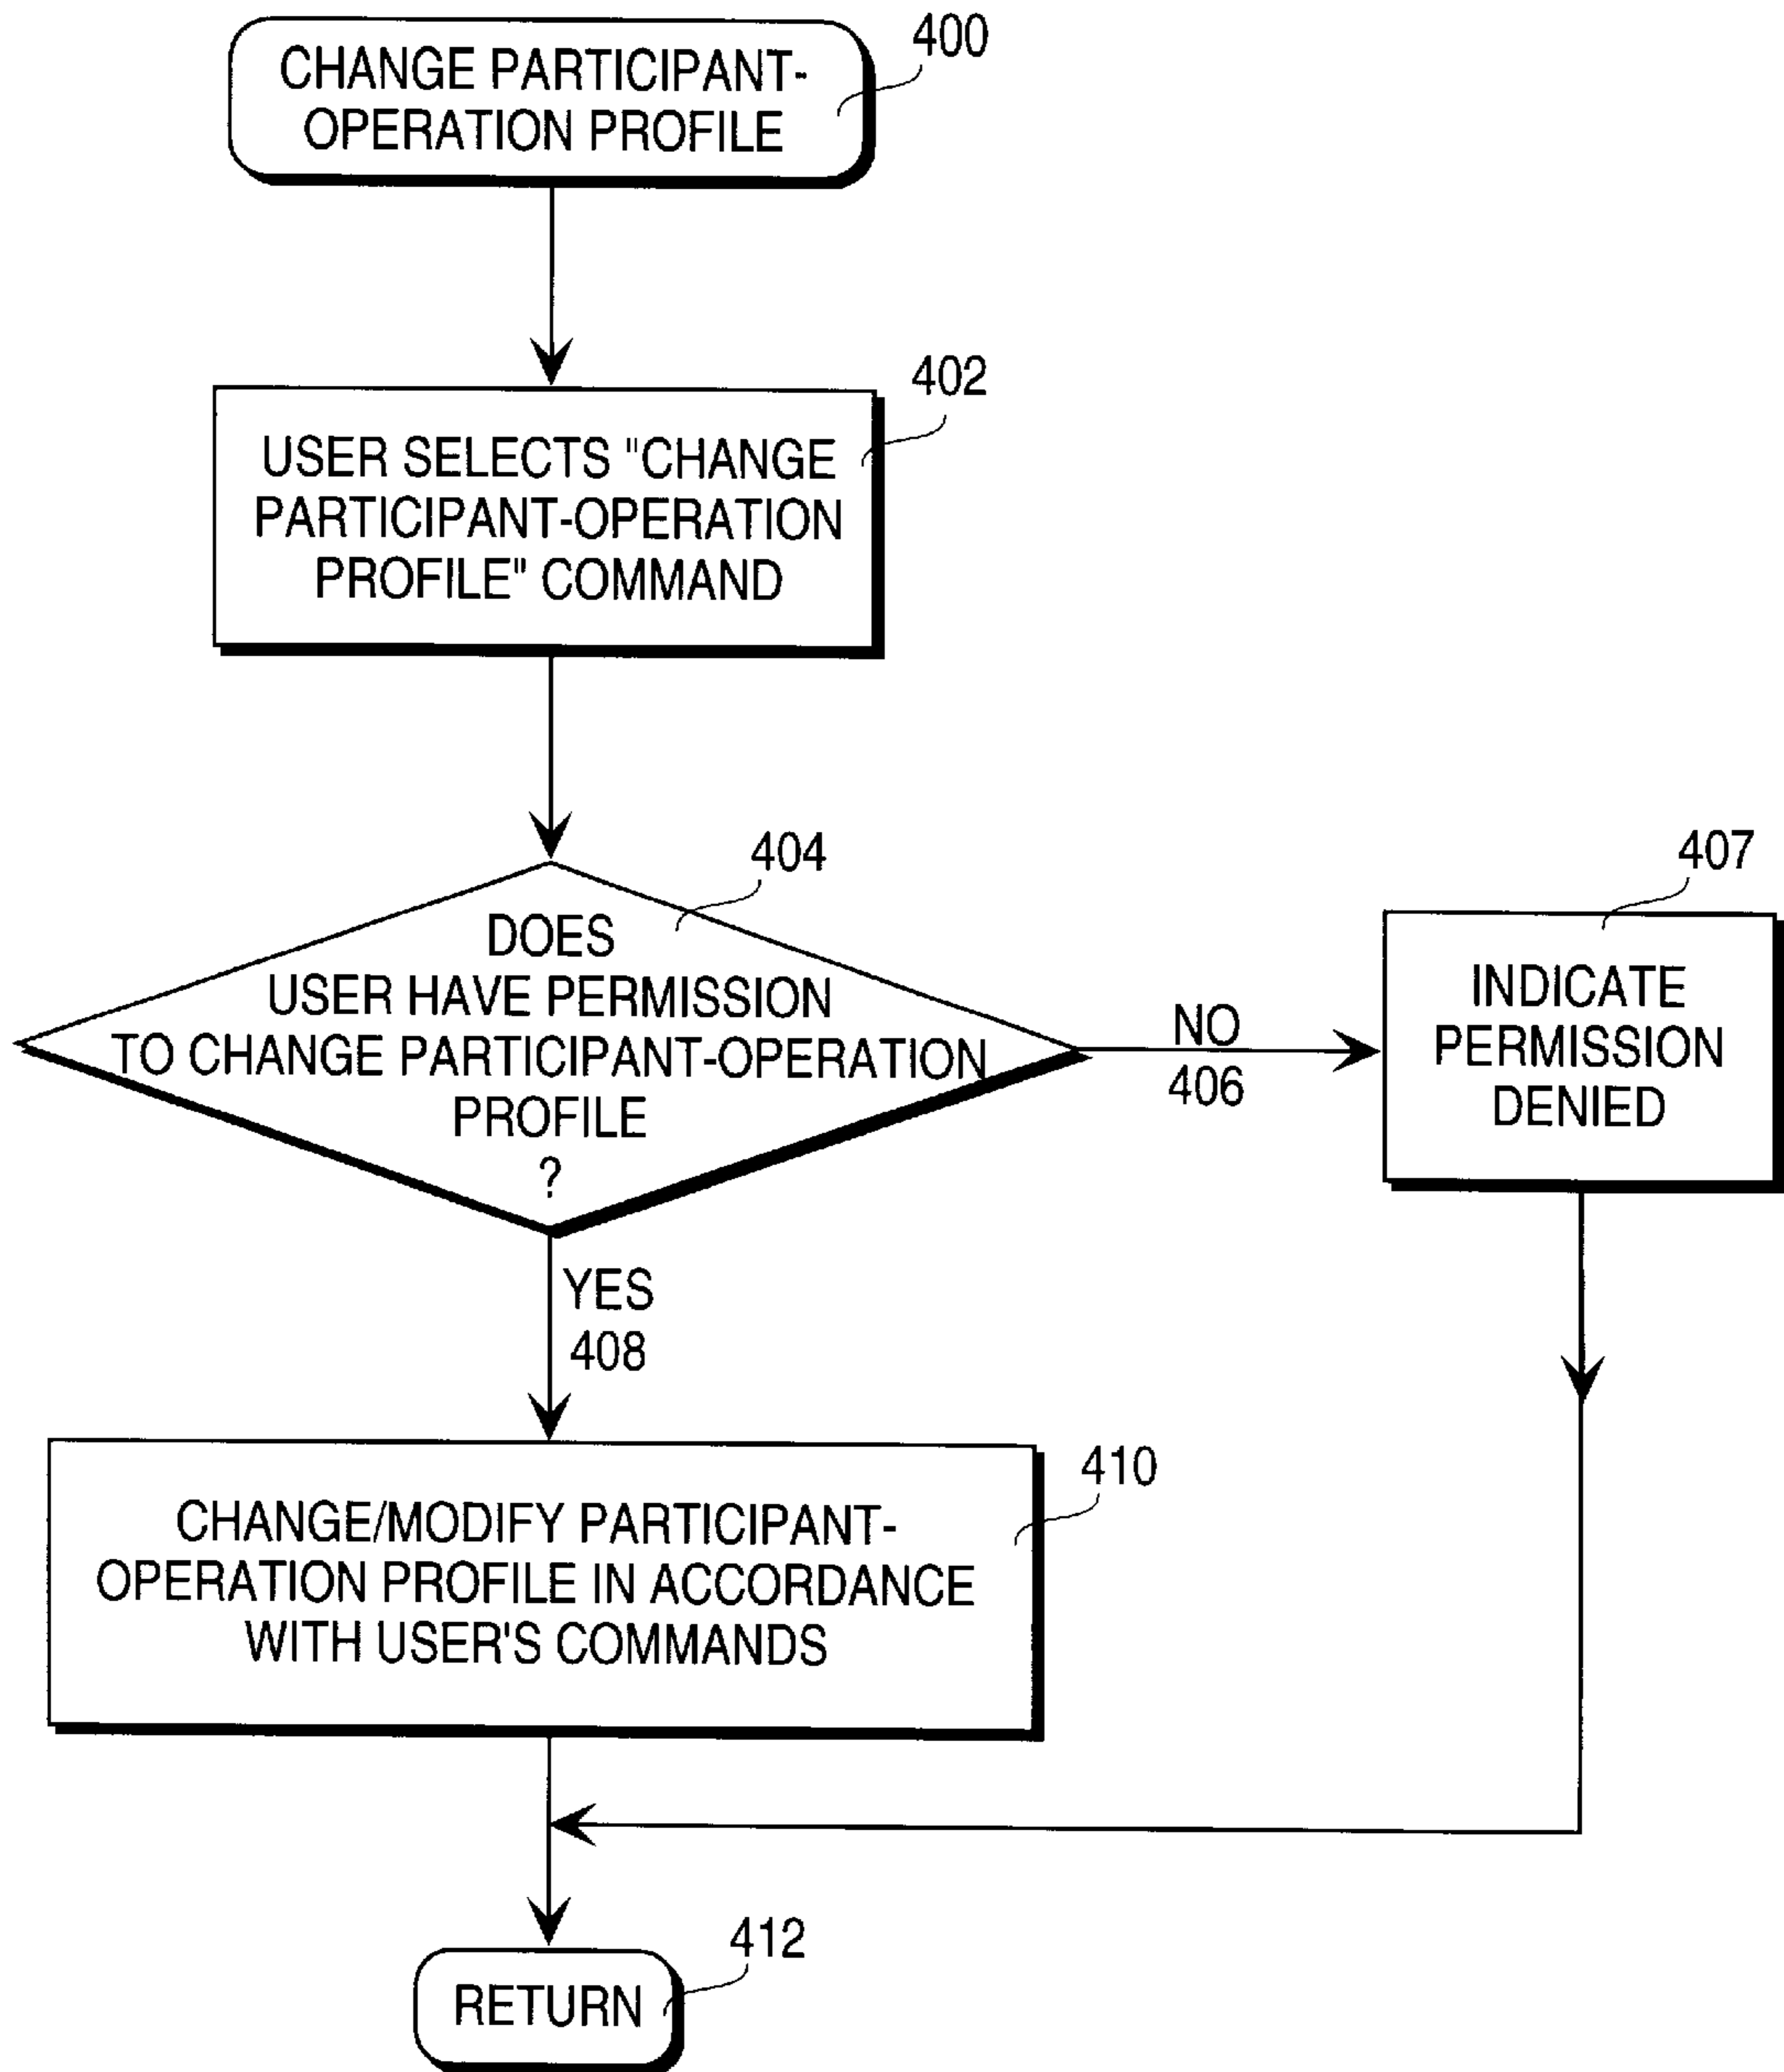 CHANGE PARTICIPANT-
OPERATION PROFILE
400
402
USER SELECTS "CHANGE
PARTICIPANT-OPERATION
PROFILE" COMMAND
404
DOES
USER HAVE PERMISSION
TO CHANGE PARTICIPANT-OPERATION
PROFILE
?
NO
406
407
INDICATE
PERMISSION
DENIED
YES
408
410
CHANGE/MODIFY PARTICIPANT-
OPERATION PROFILE IN ACCORDANCE
WITH USER'S COMMANDS
412
RETURN